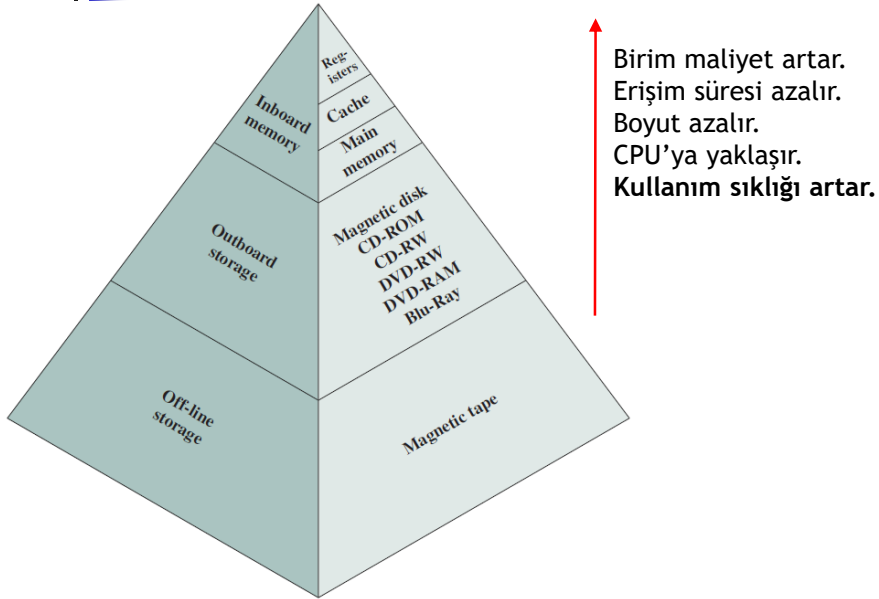 Reg-
isters
Cache
Main
memory
Inboard
memory
Magnetic disk
CD-ROM
CD-RW
DVD-RW
DVD-RAM
Blu-Ray
Outboard
storage
Off-line
storage
Magnetic tape
Birim maliyet artar.
Erişim süresi azalır.
Boyut azalır.
CPU’ya yaklaşır.
Kullanım sıklığı artar.